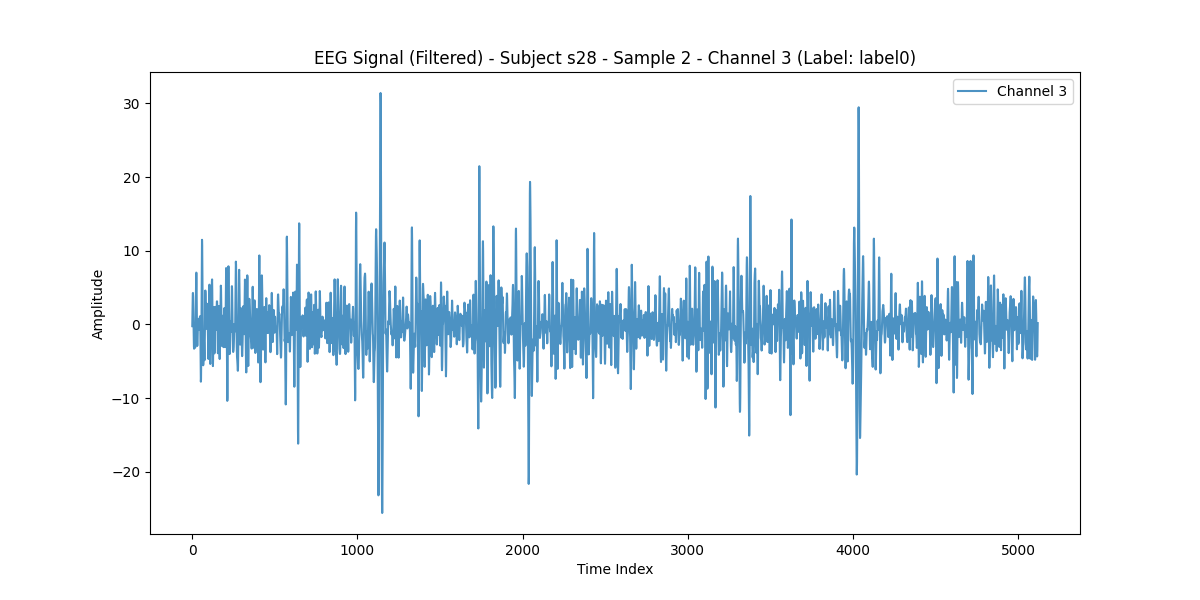 EEG Signal (Filtered) - Subject s28 - Sample 2 - Channel 3 (Label: label0)
Channel 3
30
20
10
0
−10
−20
Amplitude
0 1000 2000 3000 4000 5000
Time Index